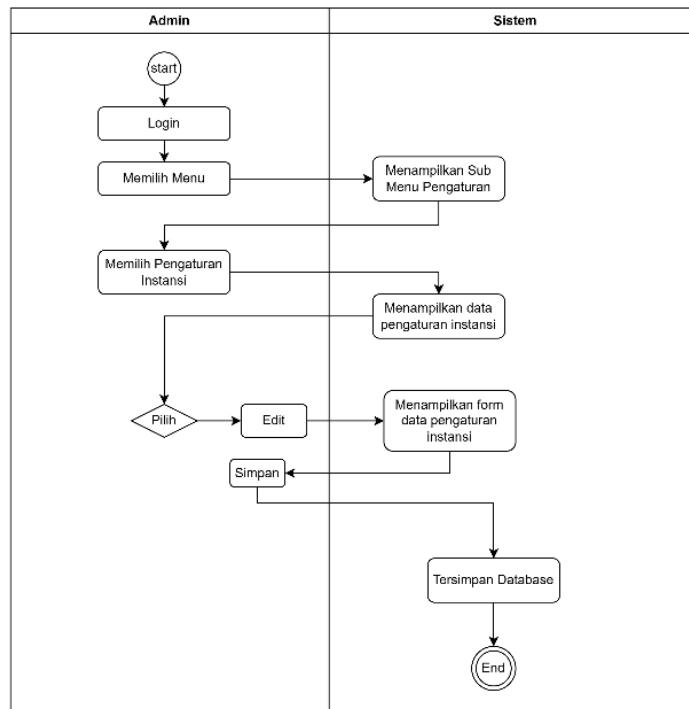 Admin
Sistem
start
Login
Memilih Menu
Menampilkan Sub
Menu Pengaturan
Memilih Pengaturan
Instansi
Menampilkan data
pengaturan instansi
Pilih
Edit
Menampilkan form
data pengaturan
instansi
Simpan
Tersimpan Database
End